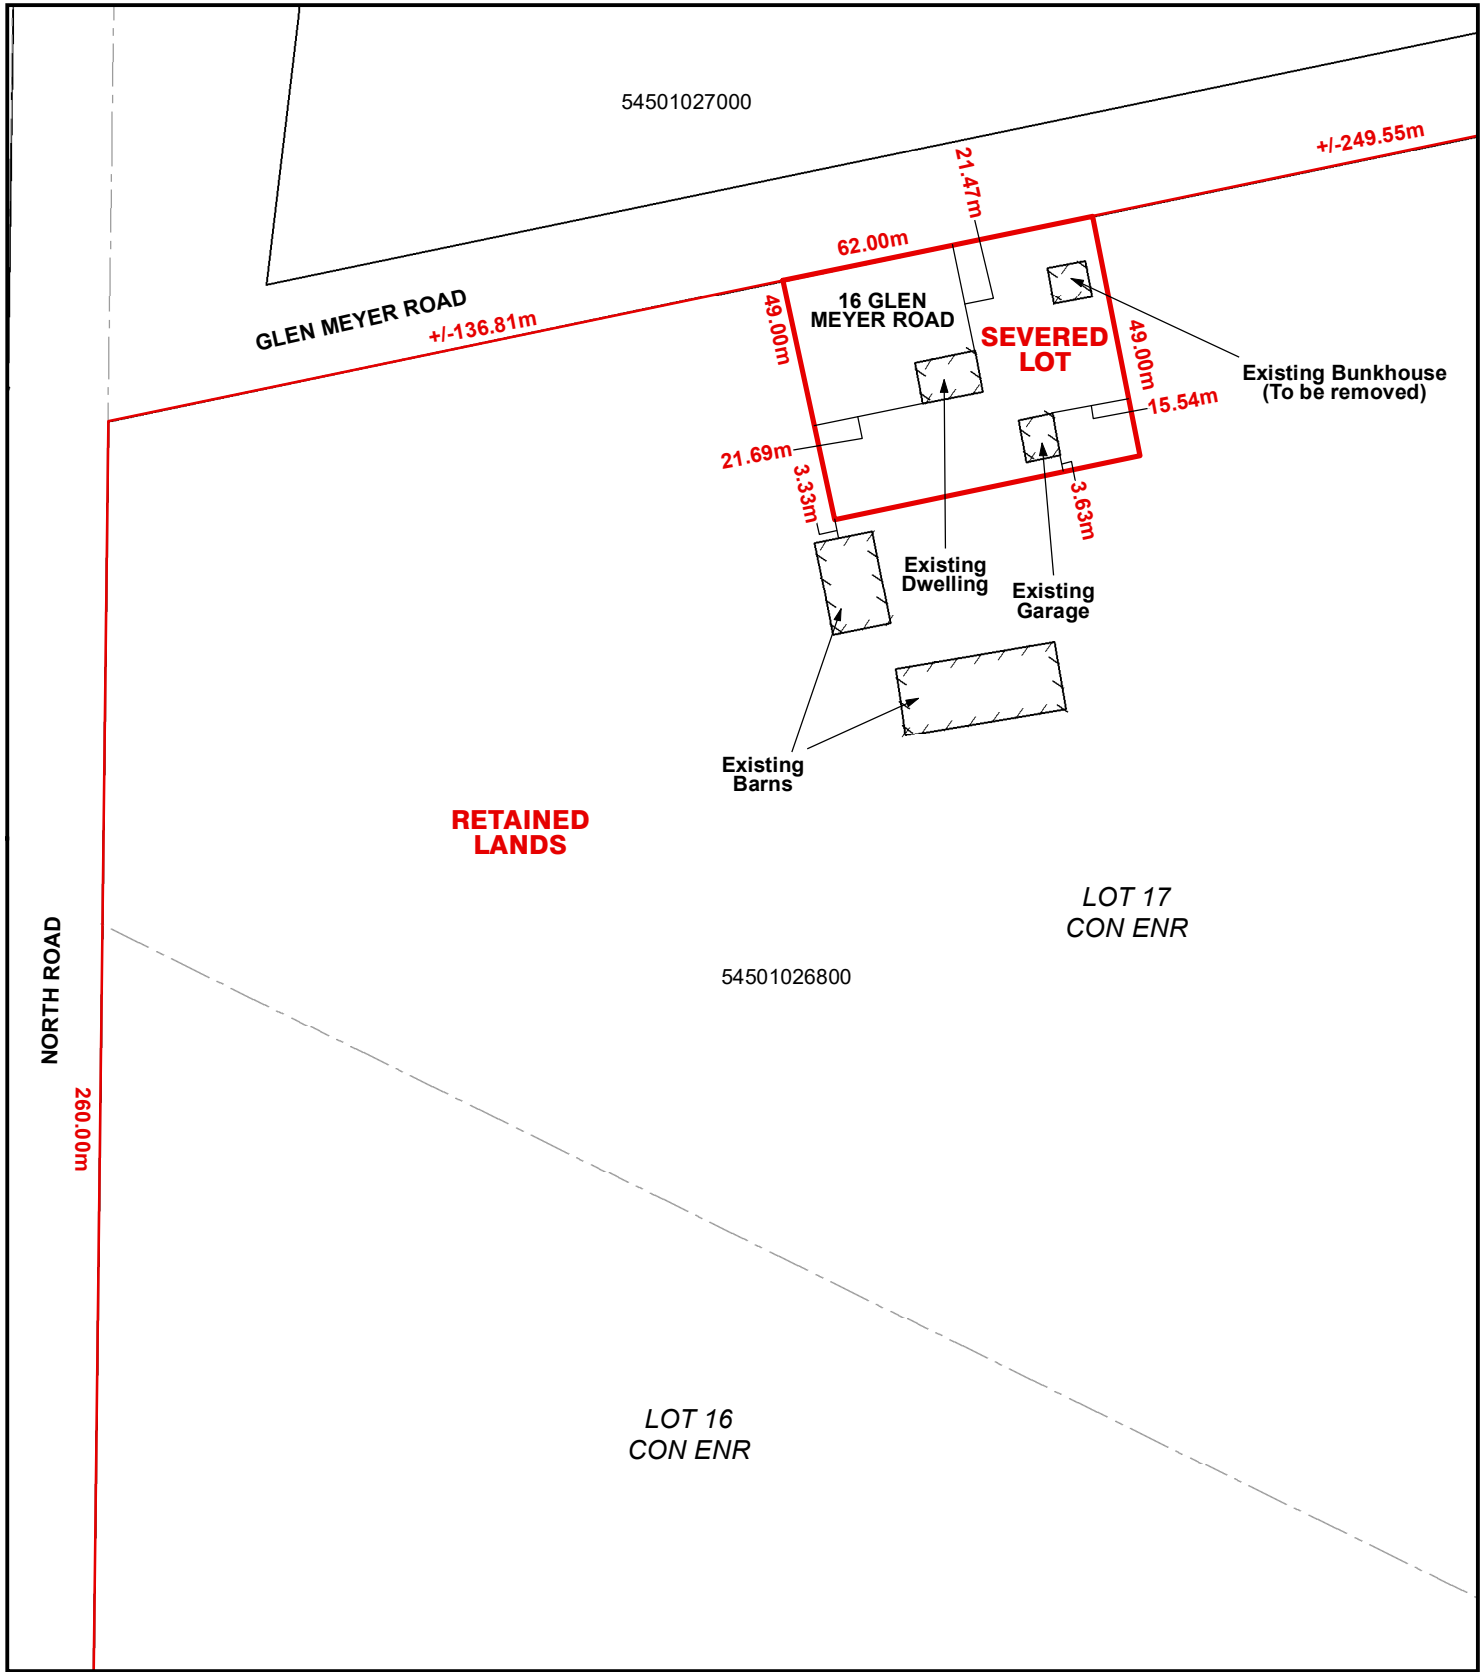 54501027000
+/-249.55m
21.47m
62.00m
GLEN MEYER ROAD
+/-136.81m
49.00m
16 GLEN
MEYER ROAD
SEVERED
LOT
49.00m
Existing Bunkhouse
(To be removed)
15.54m
21.69m
3.33m
3.63m
Existing
Dwelling
Existing
Garage
Existing
Barns
RETAINED
LANDS
LOT 17
CON ENR
54501026800
NORTH ROAD
260.00m
LOT 16
CON ENR